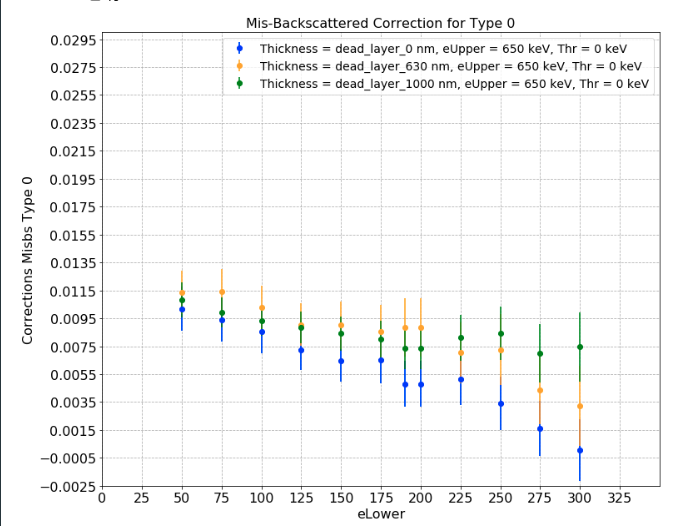 Mis-Backscattered Correction for Type 0
Thickness = dead_layer_0 nm, eUpper = 650 keV, Thr = 0 keV
Thickness = dead_layer_630 nm, eUpper = 650 keV, Thr = 0 keV
Thickness = dead_layer_1000 nm, eUpper = 650 keV, Thr = 0 keV
Corrections Misbs Type 0
0.0295
0.0275
0.0255
0.0235
0.0215
0.0195
0.0175
0.0155
0.0135
0.0115
0.0095
0.0075
0.0055
0.0035
0.0015
−0.0005
−0.0025
0 25 50 75 100 125 150 175 200 225 250 275 300 325
eLower